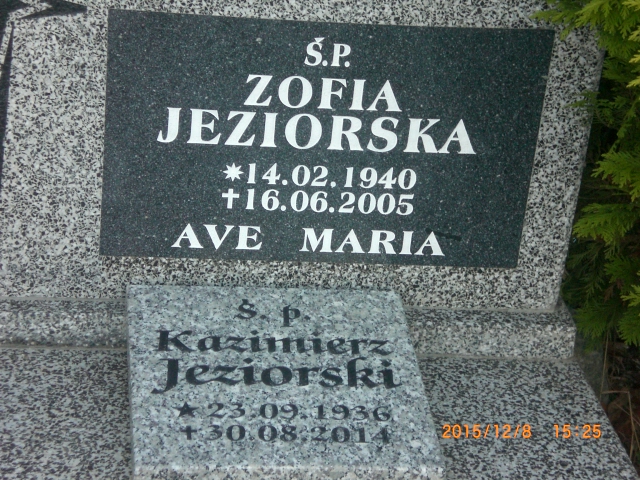 Ś.P.
ZOFIA
JEZIORSKA
*14.02.1940
†16.06.2005
AVE MARIA
ś. p.
Kazimierz
Jeziorski
★ 23.09.1936
† 30.08.2014
2015/12/8 15:25